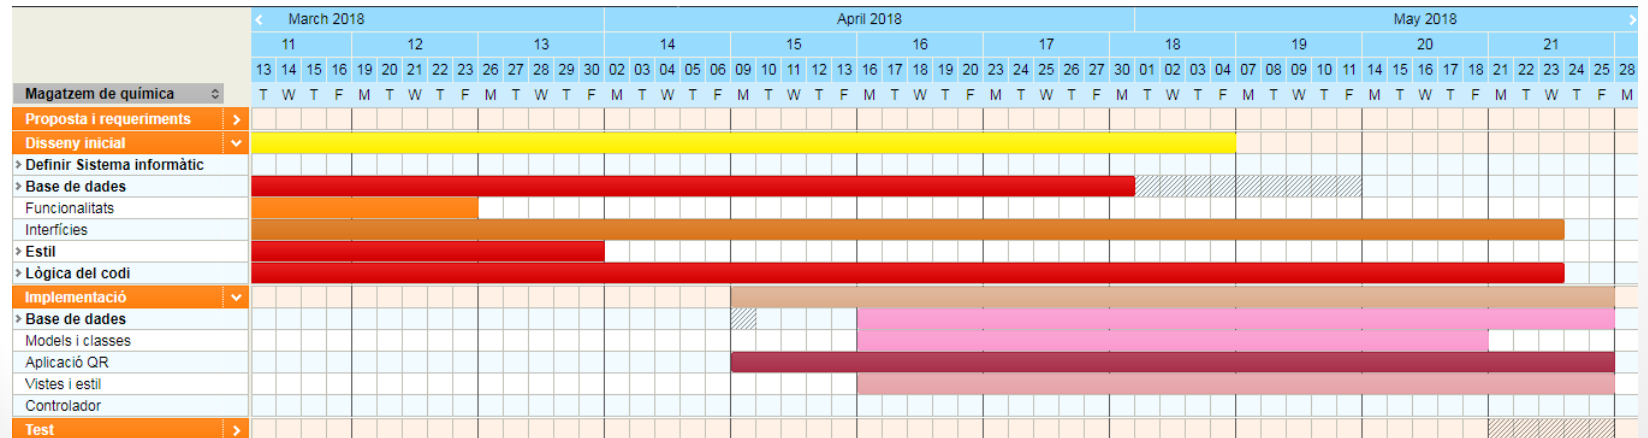 March 2018 April 2018 May 2018
11 12 13 14 15 16 17 18 19 20 21
13 14 15 16 19 20 21 22 23 26 27 28 29 30 02 03 04 05 06 09 10 11 12 13 16 17 18 19 20 23 24 25 26 27 30 01 02 03 04 07 08 09 10 11 14 15 16 17 18 21 22 23 24 25 28
Magatzem de química T W T F M T W T F M T W T F M T W T F M T W T F M T W T F M T W T F M T W T F M T W T F M T W T F M T W T F M
Proposta i requeriments
Disseny inicial
Definir Sistema informàtic
Base de dades
Funcionalitats
Interfícies
Estil
Lògica del codi
Implementació
Base de dades
Models i classes
Aplicació QR
Vistes i estil
Controlador
Test